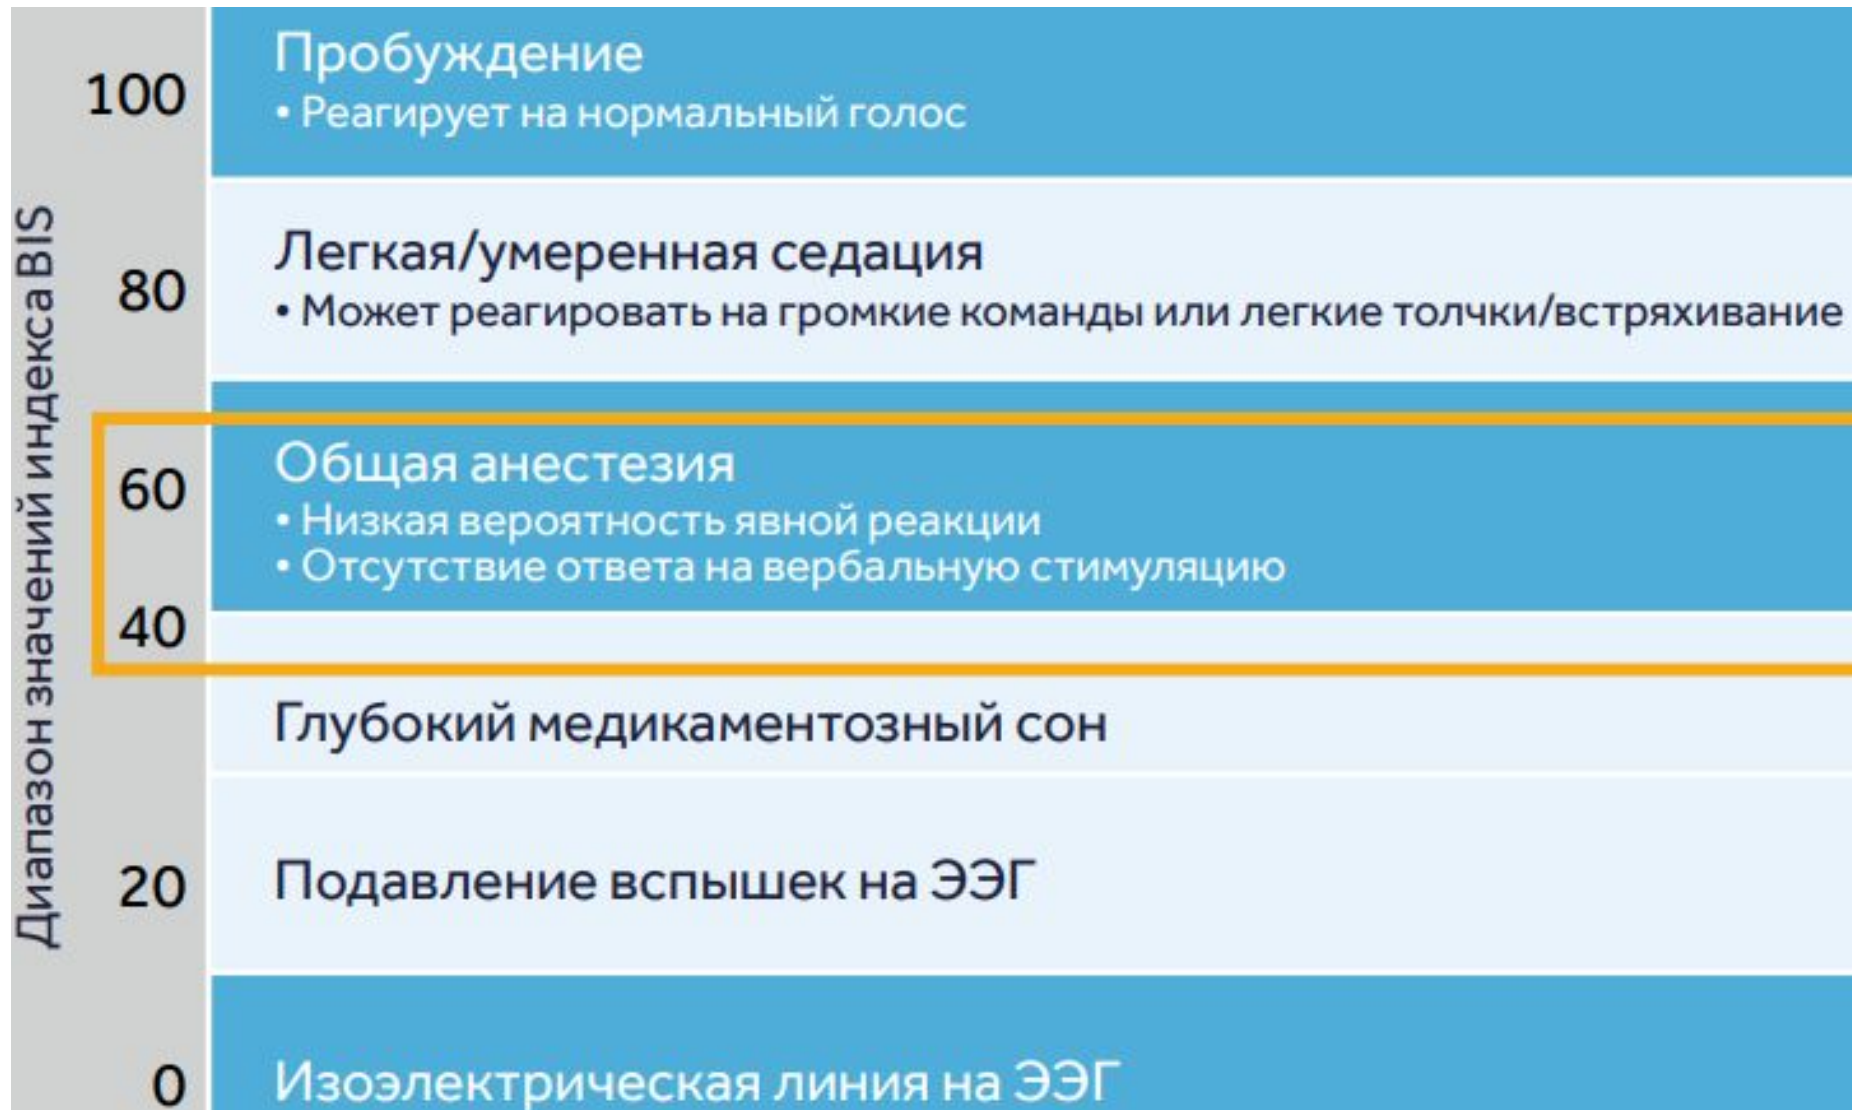 Диапазон значений индекса BIS
100
Пробуждение
• Реагирует на нормальный голос
80
Легкая/умеренная седация
• Может реагировать на громкие команды или легкие толчки/встряхивание
60
Общая анестезия
• Низкая вероятность явной реакции
• Отсутствие ответа на вербальную стимуляцию
40
Глубокий медикаментозный сон
20
Подавление вспышек на ЭЭГ
0
Изоэлектрическая линия на ЭЭГ